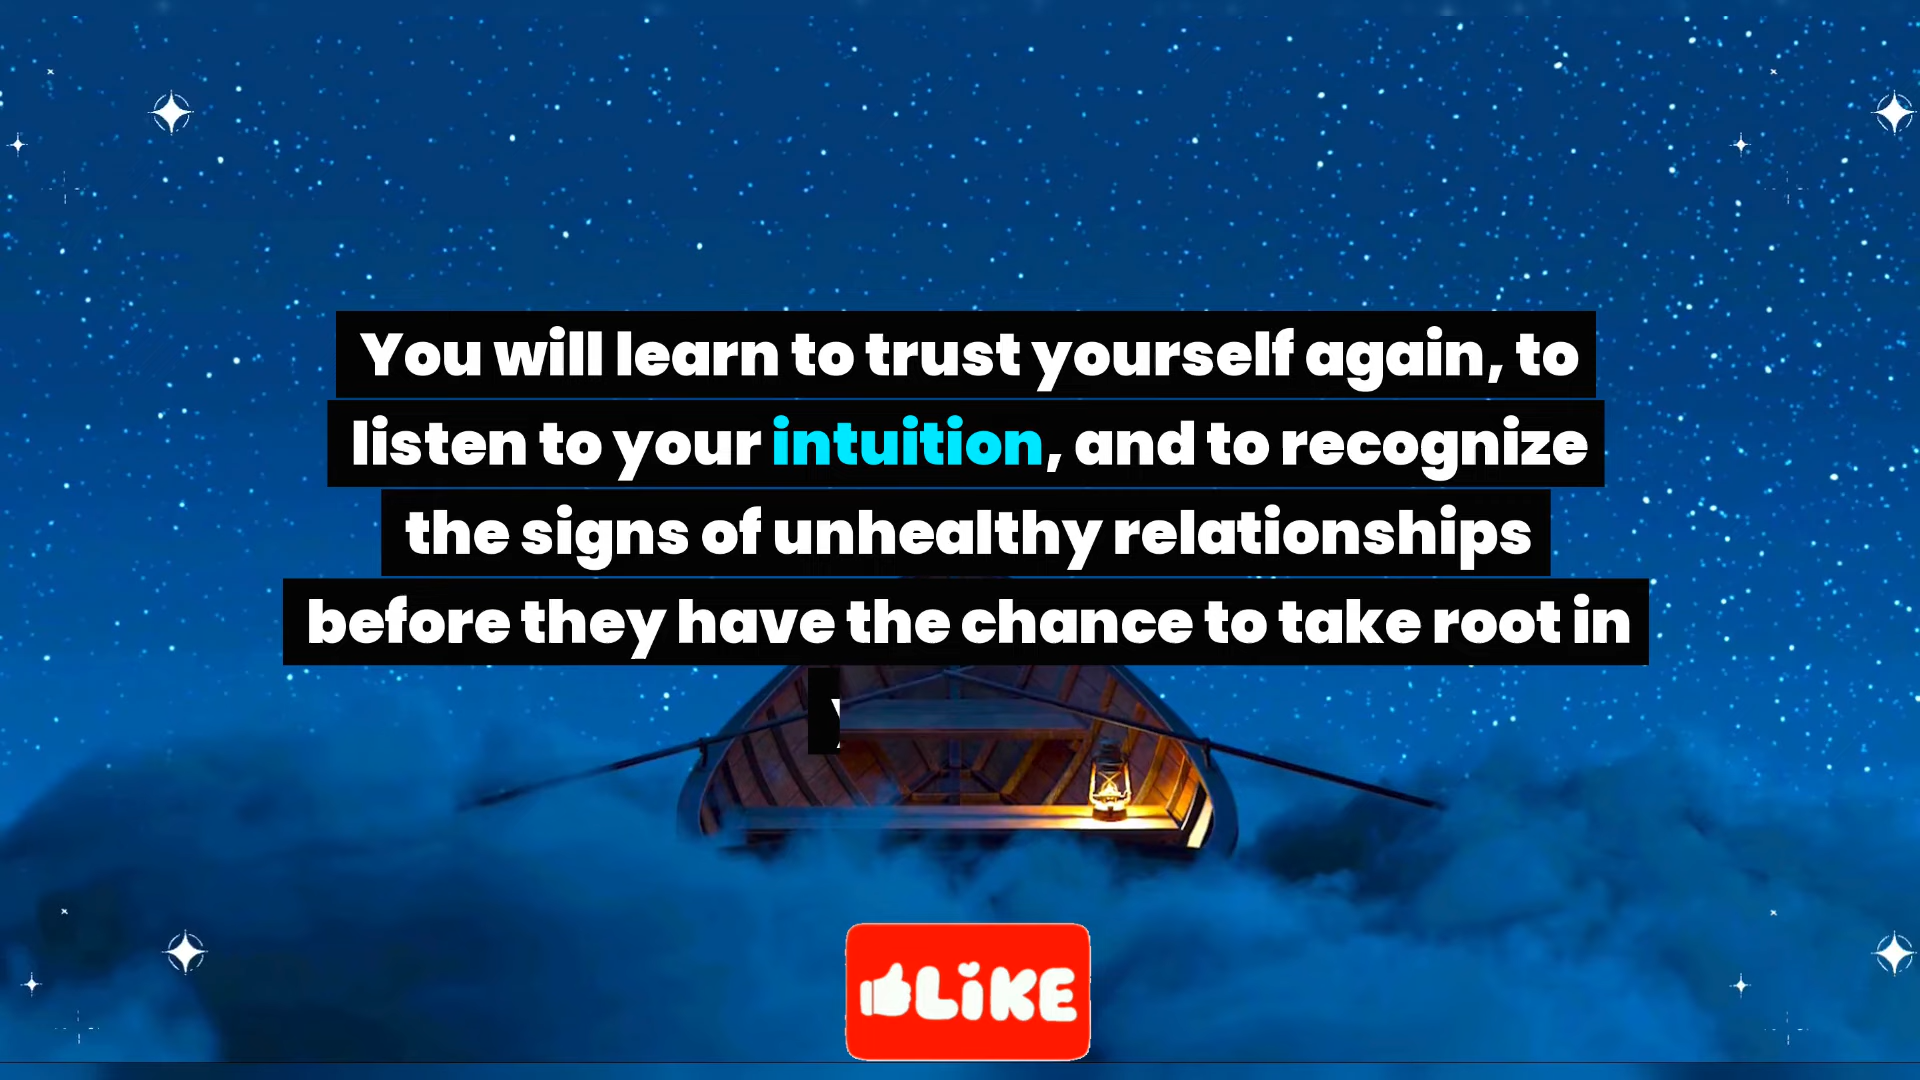 You will learn to trust yourself again, to
listen to your intuition, and to recognize
the signs of unhealthy relationships
before they have the chance to take root in
LIKE